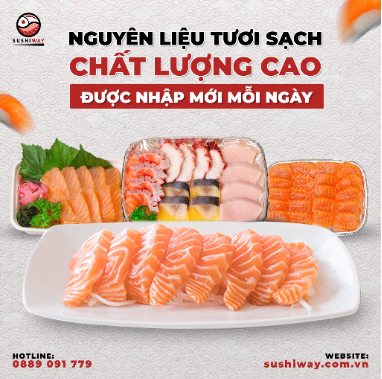 SUSHIWAY
NGUYÊN LIỆU TƯƠI SẠCH
CHẤT LƯỢNG CAO
ĐƯỢC NHẬP MỚI MỖI NGÀY
HOTLINE:
0889 091 779
WEBSITE:
sushiway.com.vn